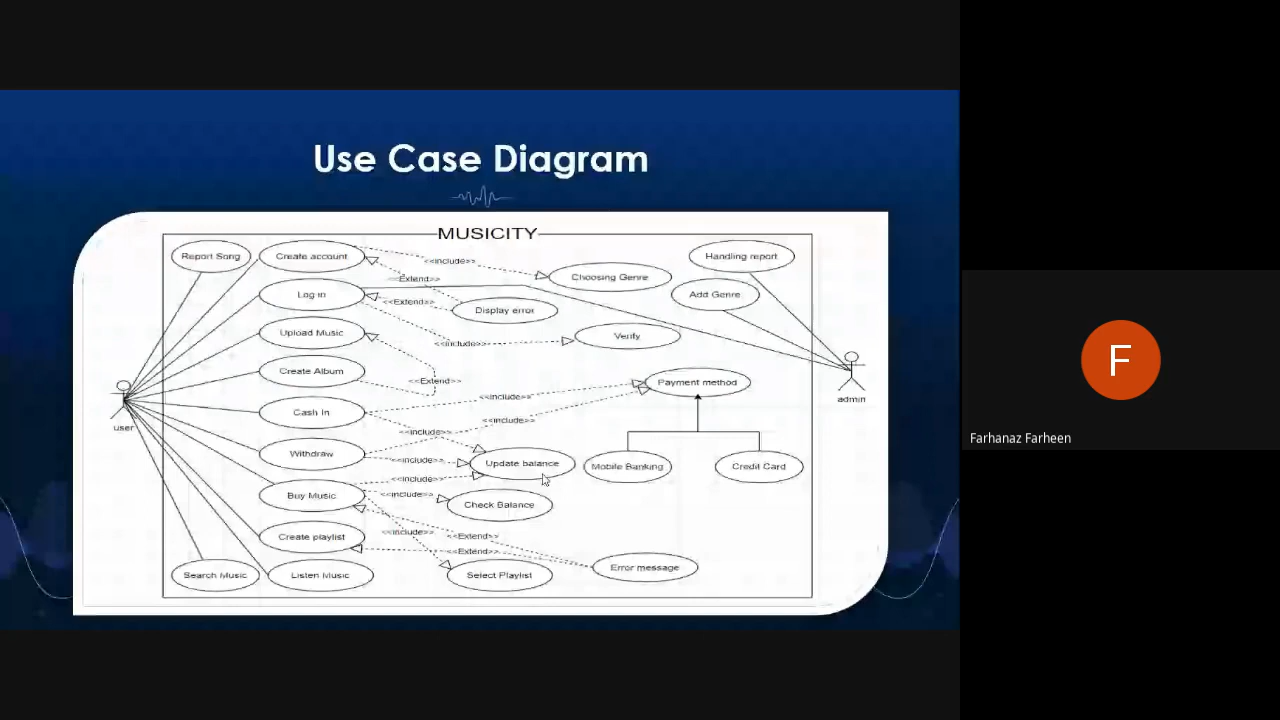 Use Case Diagram
MUSICITY
Report Song
Create account
<<include>>
Handling report
<<Extend>>
Choosing Genre
Log in
<<Extend>>
Add Genre
Display error
Upload Music
<<include>>
Verify
Create Album
<<Extend>>
Payment method
user
admin
Cash In
<<include>>
<<include>>
<<include>>
Withdraw
<<include>>
Update balance
Mobile Banking
Credit Card
<<include>>
Buy Music
<<include>>
Check Balance
Create playlist
<<include>>
<<Extend>>
<<Extend>>
Error message
Search Music
Listen Music
Select Playlist
F
Farhanaz Farheen